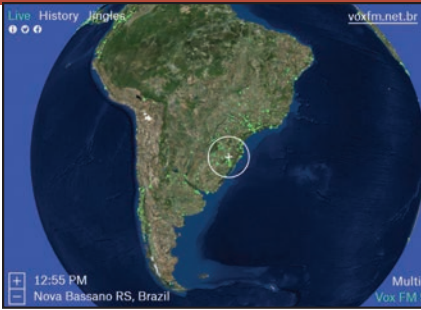 Live History Jingles
voxfm.net.br
+ 12:55 PM
− Nova Bassano RS, Brazil
Multi
Vox FM